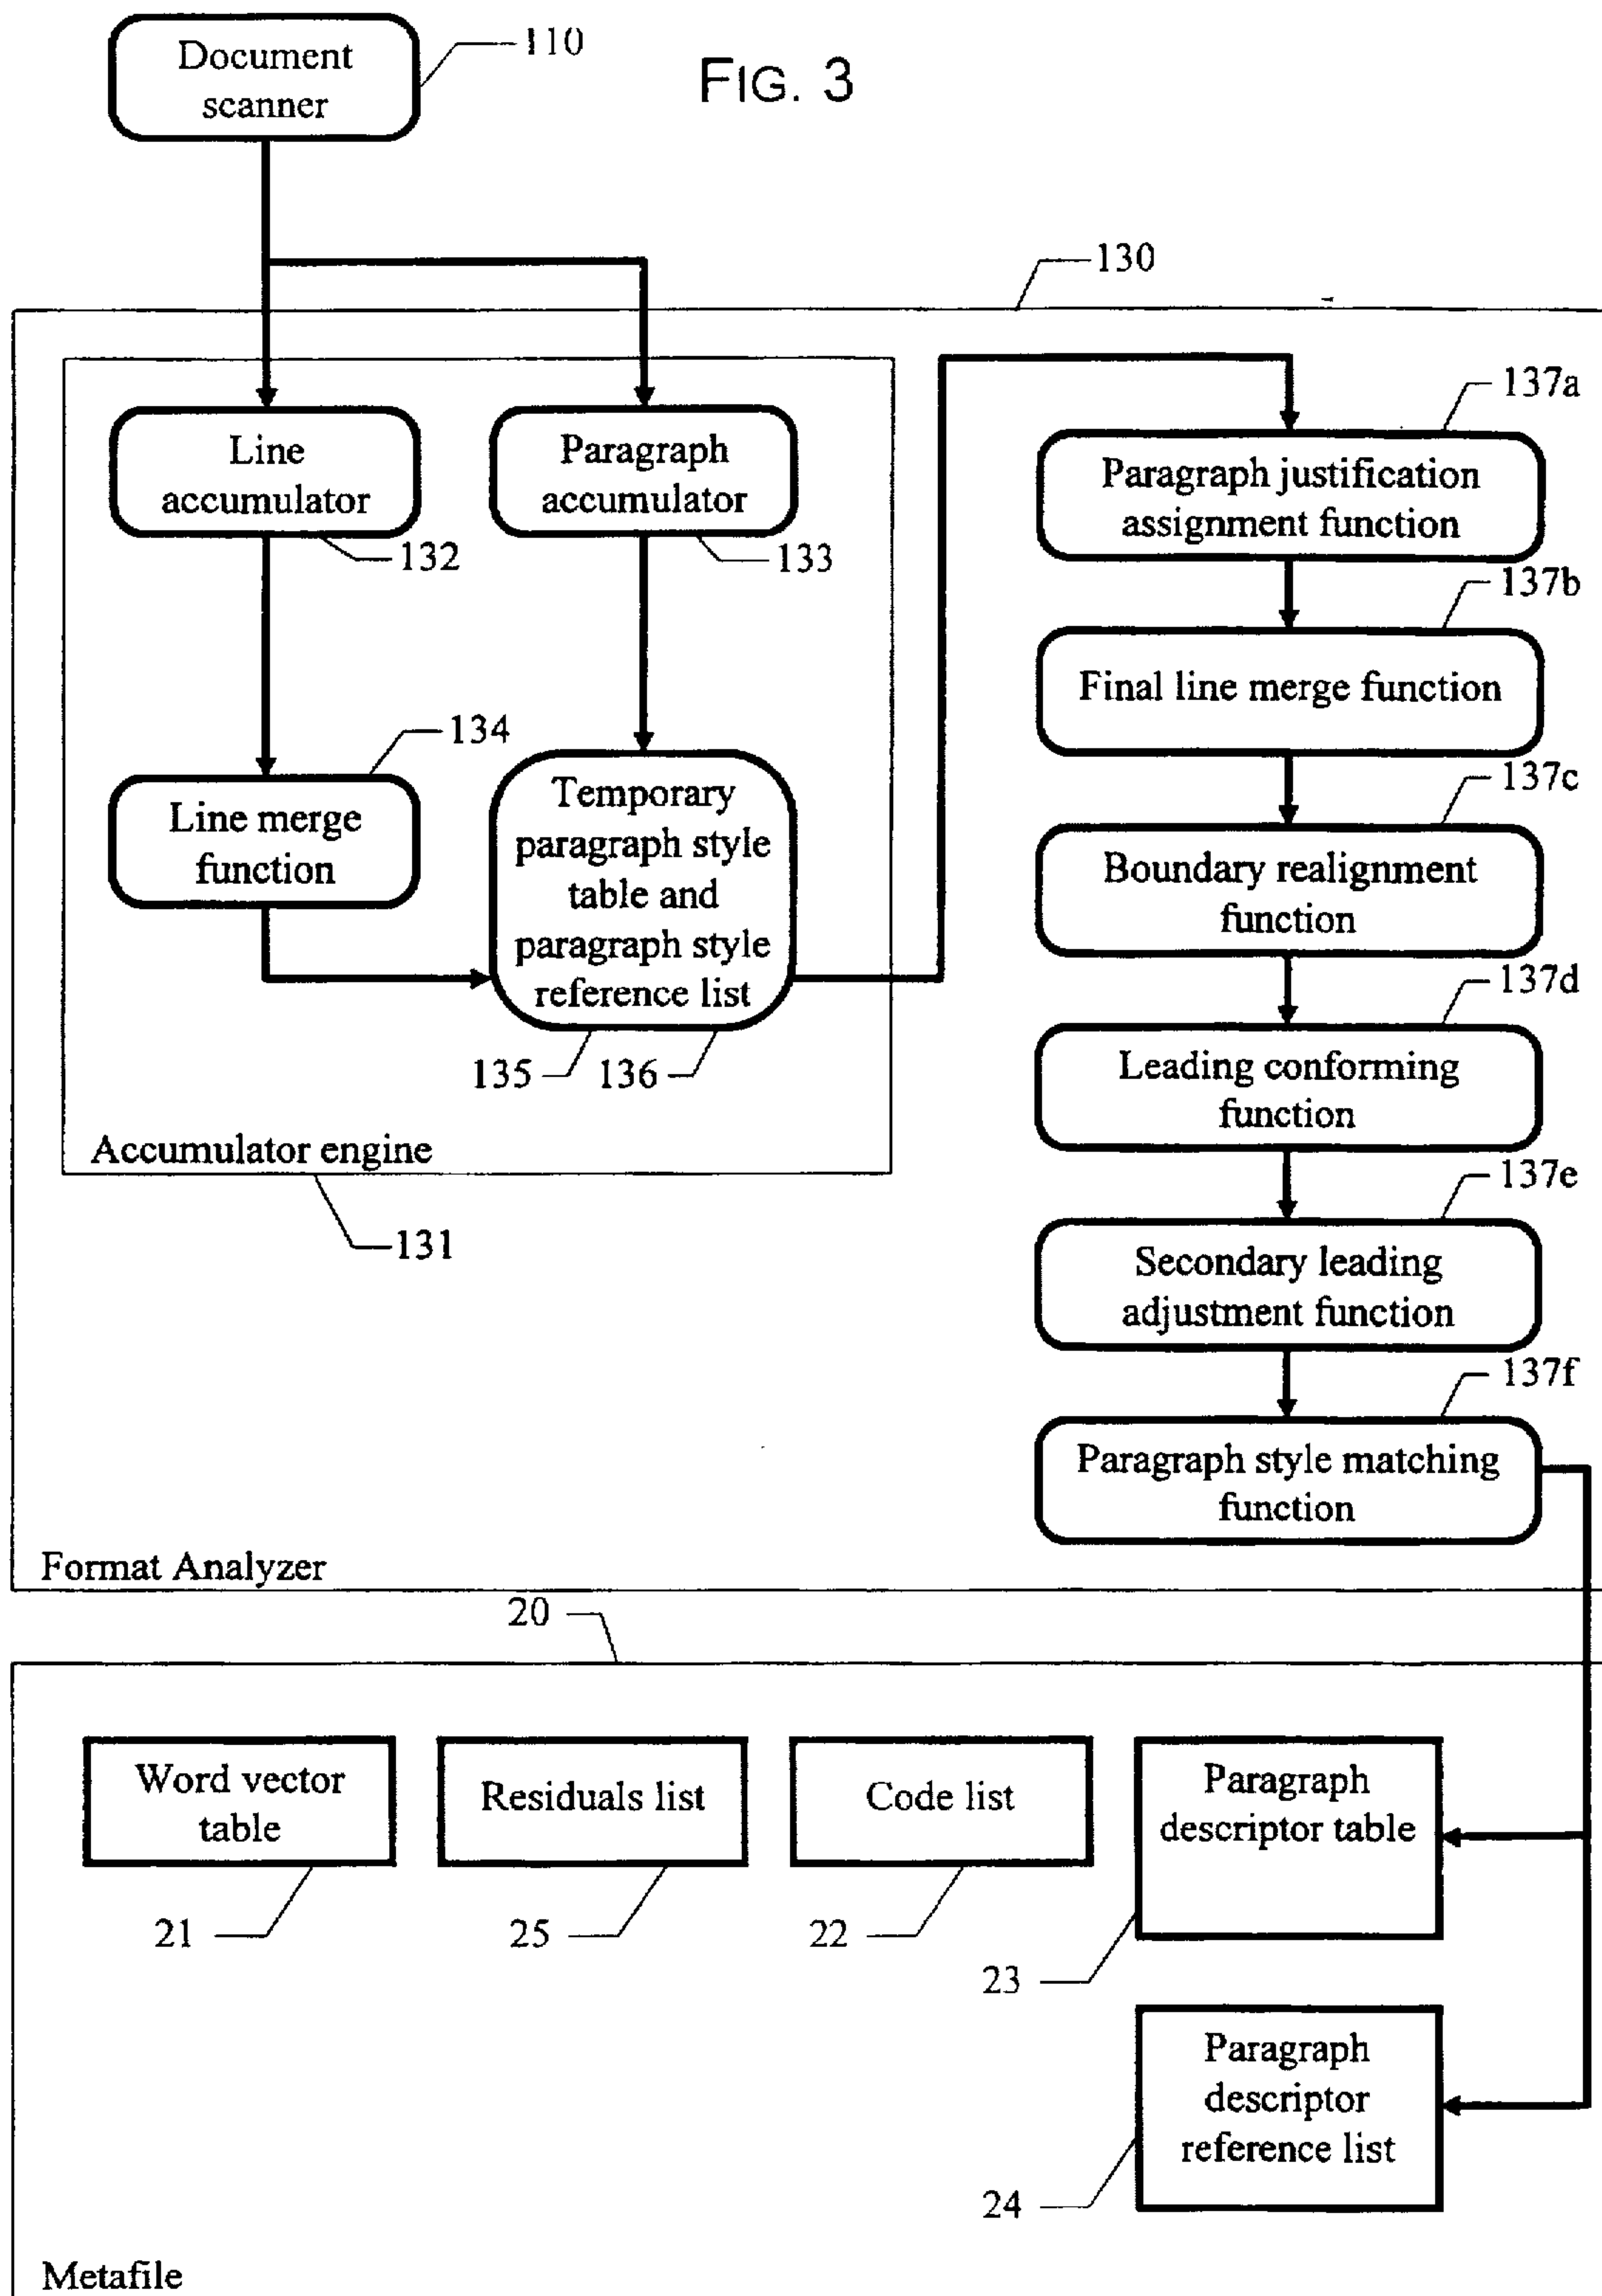 Document
scanner
110
FIG. 3
130
Line
accumulator
132
Paragraph
accumulator
133
134
Line merge
function
Temporary
paragraph style
table and
paragraph style
reference list
135
136
Accumulator engine
131
137a
Paragraph justification
assignment function
137b
Final line merge function
137c
Boundary realignment
function
137d
Leading conforming
function
137e
Secondary leading
adjustment function
137f
Paragraph style matching
function
Format Analyzer
20
Word vector
table
21
Residuals list
25
Code list
22
Paragraph
descriptor table
23
Paragraph
descriptor
reference list
24
Metafile